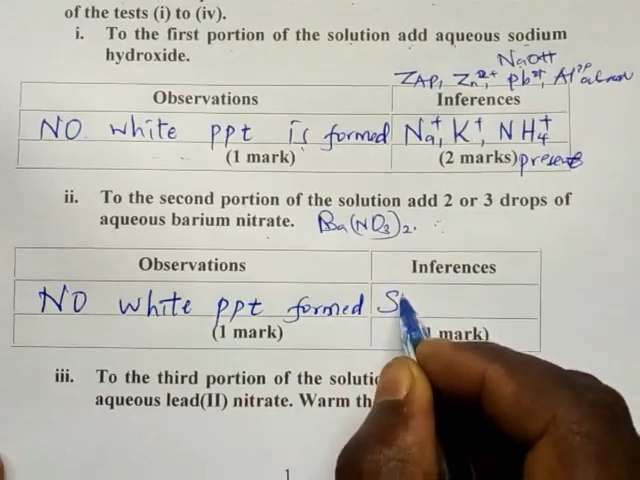 of the tests (i) to (iv).
i. To the first portion of the solution add aqueous sodium
hydroxide.
NaOH
ZAP, Zn²⁺, Pb²⁺, Al³⁺
Observations Inferences
NO white ppt is formed Na⁺, K⁺, NH₄⁺
(1 mark) (2 marks) present
ii. To the second portion of the solution add 2 or 3 drops of
aqueous barium nitrate. Ba(NO₃)₂.
Observations Inferences
NO white ppt formed S
(1 mark) mark)
iii. To the third portion of the
aqueous lead(II) nitrate. Warm
1